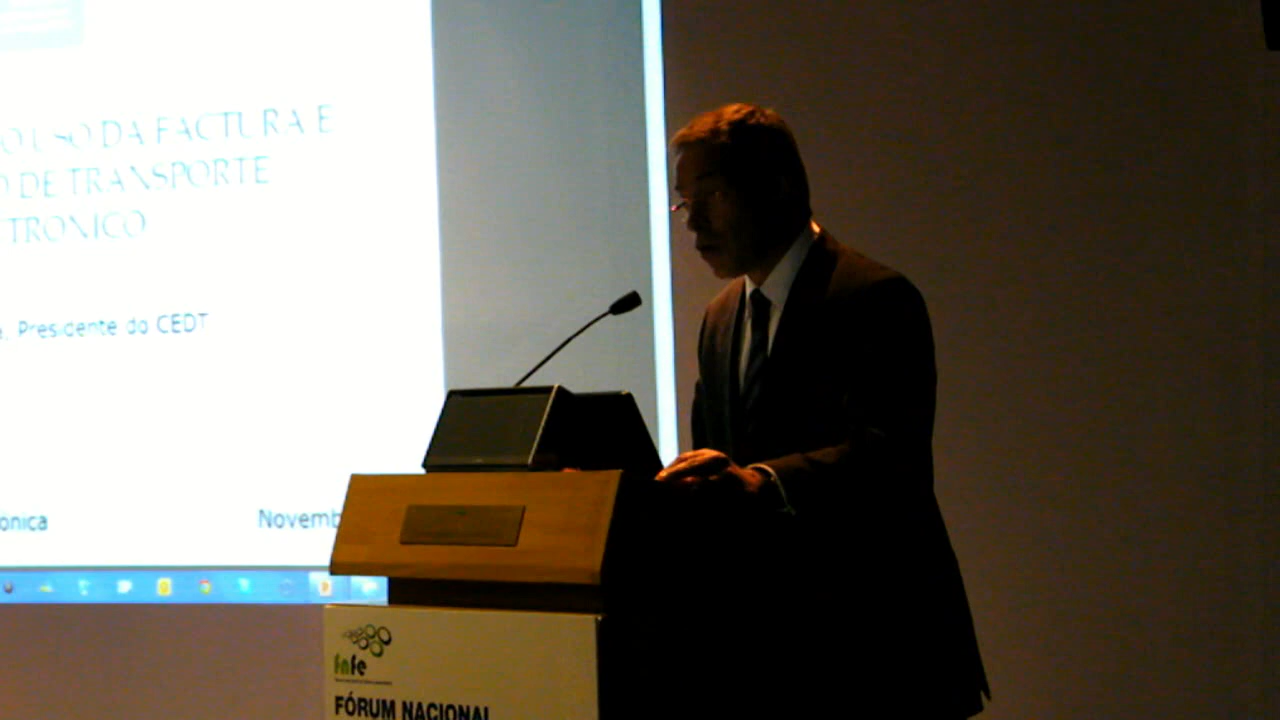 O USO DA FACTURA E
O DE TRANSPORTE
TRONICO
Presidente do CEDT
onica
Novemb
fnfe
FÓRUM NACIONAL